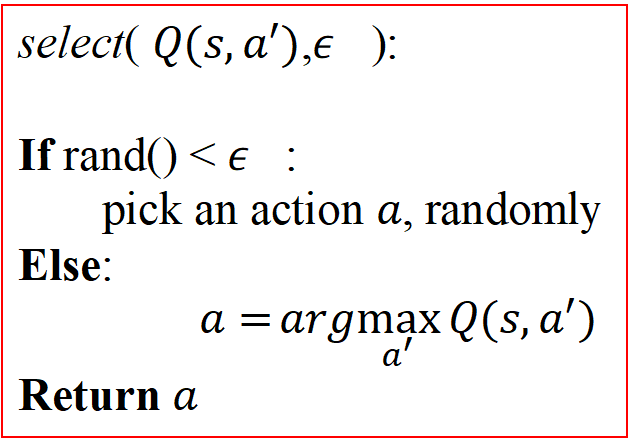 select( Q(s, a′),ϵ ):
If rand() < ϵ :
pick an action a, randomly
Else:
a = argmax Q(s, a′)
a′
Return a